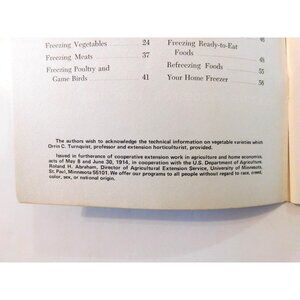 Freezing Vegetables 24
Freezing Meats 37
Freezing Poultry and
Game Birds 41
Freezing Ready-to-Eat
Foods 48
Refreezing Foods 55
Your Home Freezer 56
The authors wish to acknowledge the technical information on vegetable varieties which
Orrin C. Turnquist, professor and extension horticulturist, provided.
Issued in furtherance of cooperative extension work in agriculture and home economics,
acts of May 8 and June 30, 1914, in cooperation with the U.S. Department of Agriculture.
Roland H. Abraham, Director of Agricultural Extension Service, University of Minnesota,
St. Paul, Minnesota 55101. We offer our programs to all people without regard to race, creed,
color, sex, or national origin.